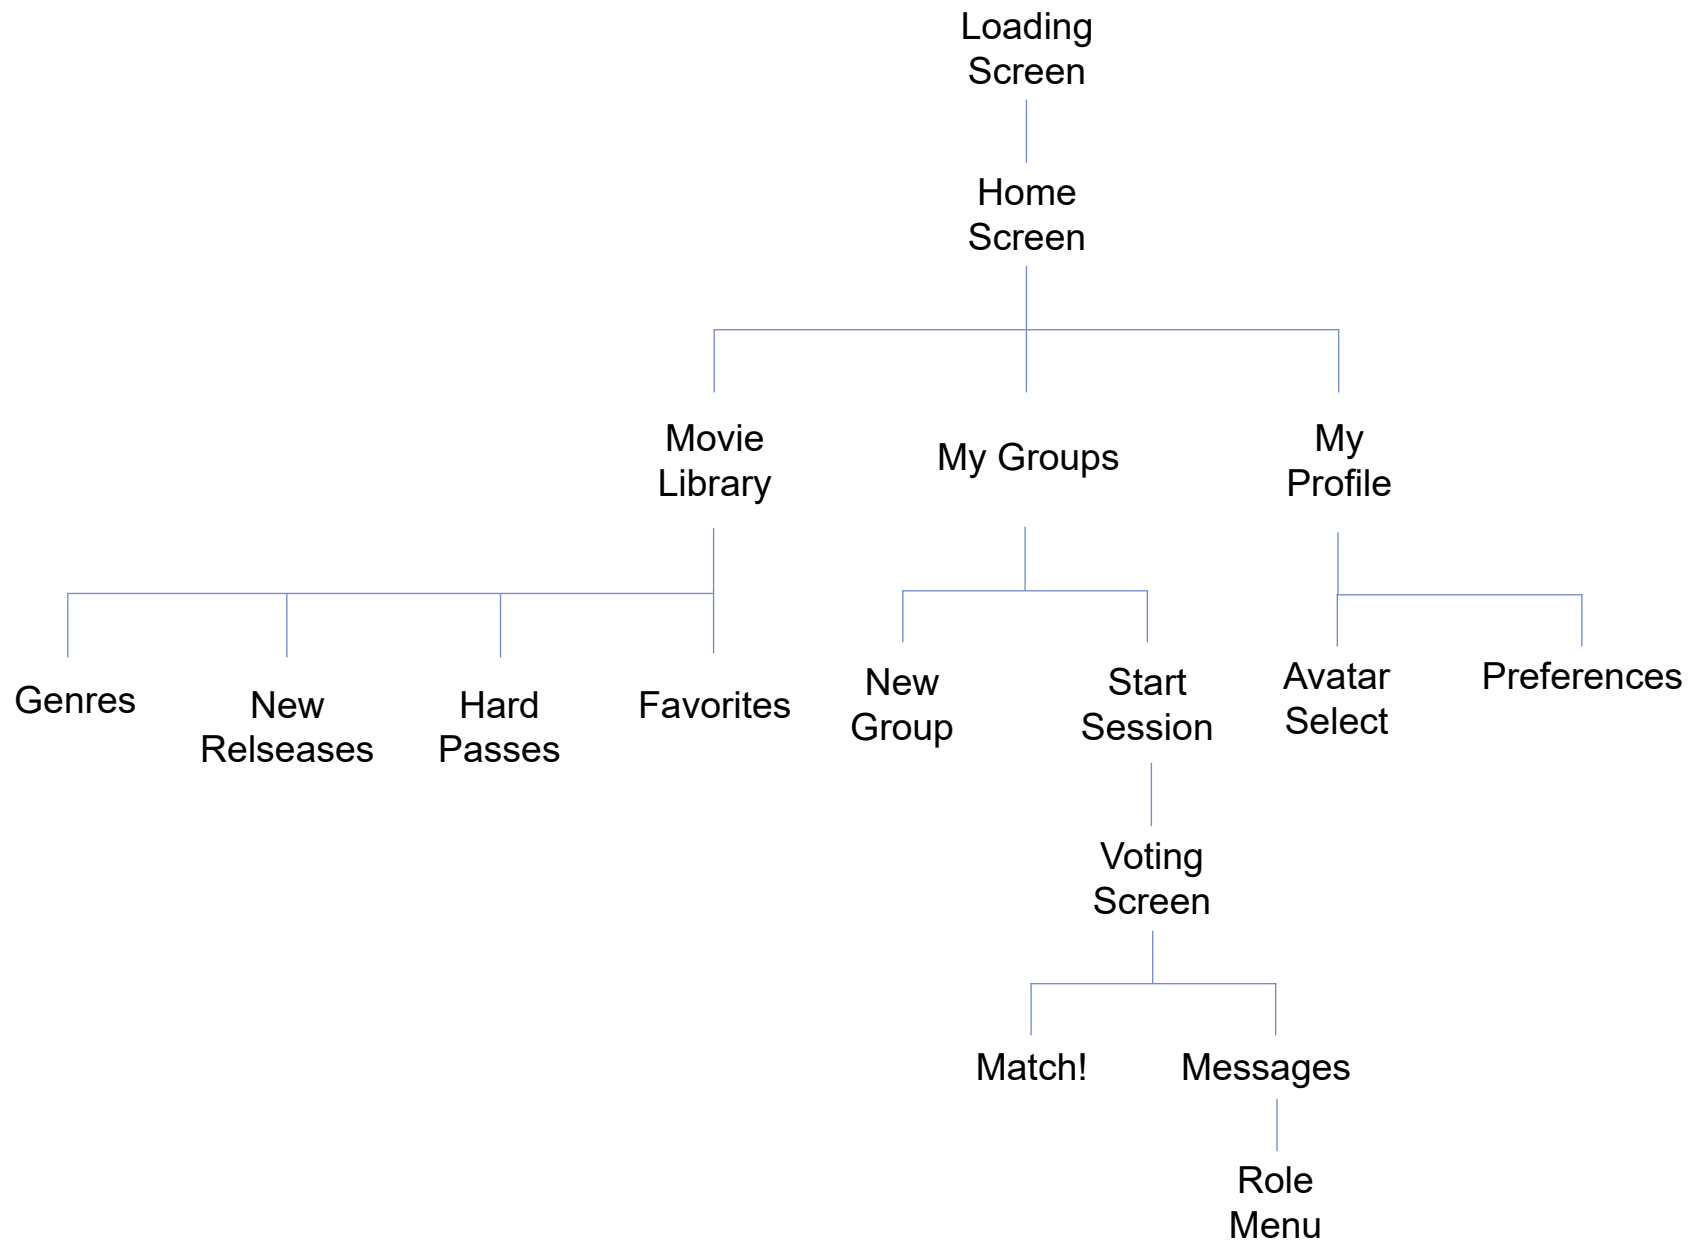 Loading
Screen
Home
Screen
Movie
Library
My Groups
My
Profile
Genres
New
Relseases
Hard
Passes
Favorites
New
Group
Start
Session
Avatar
Select
Preferences
Voting
Screen
Match!
Messages
Role
Menu